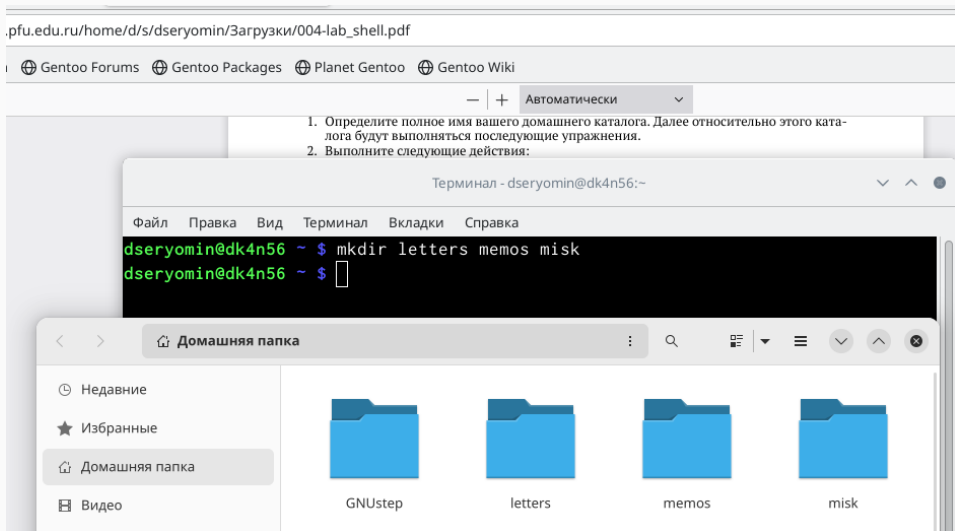 .pfu.edu.ru/home/d/s/dseryomin/Загрузки/004-lab_shell.pdf
Gentoo Forums Gentoo Packages Planet Gentoo Gentoo Wiki
Автоматически
1. Определите полное имя вашего домашнего каталога. Далее относительно этого ката-
лога будут выполняться последующие упражнения.
2. Выполните следующие действия:
Терминал - dseryomin@dk4n56:~
Файл Правка Вид Терминал Вкладки Справка
dseryomin@dk4n56 ~ $ mkdir letters memos misk
dseryomin@dk4n56 ~ $
Домашняя папка
Недавние
Избранные
Домашняя папка
Видео
GNUstep letters memos misk